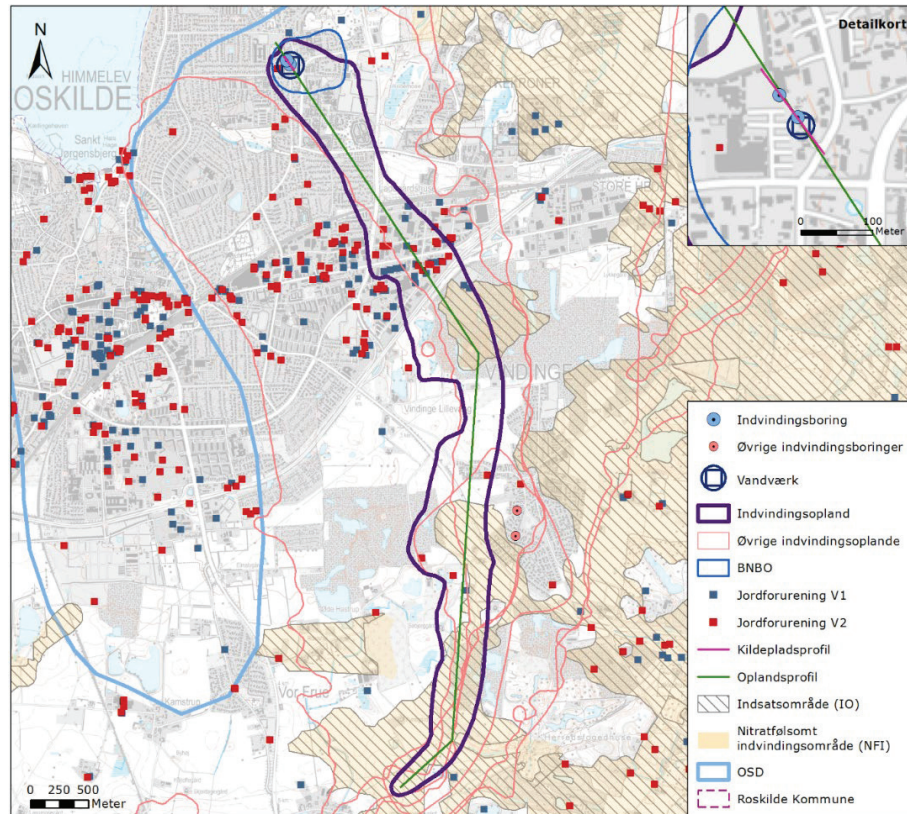 N
HIMMELEV
OSKILDE
Sankt
Jørgensbjerg
VINDINGE
Vindinge Lillevang
Vor Frue
Kamstrup
0 250 500
Meter
Detailkort
0 100
Meter
Indvindingsboring
Øvrige indvindingsboringer
Vandværk
Indvindingsopland
Øvrige indvindingsoplande
BNBO
Jordforurening V1
Jordforurening V2
Kildepladsprofil
Oplandsprofil
Indsatsområde (IO)
Nitratfølsomt
indvindingsområde (NFI)
OSD
Roskilde Kommune